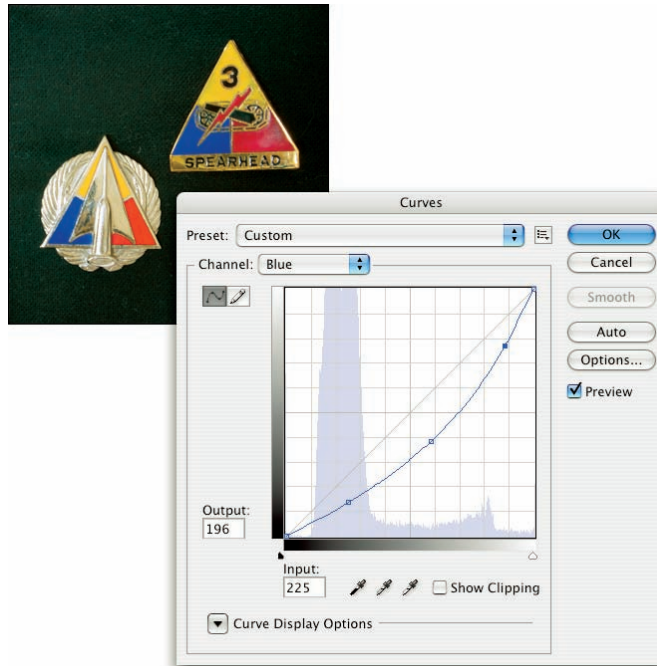 3
SPEARHEAD
Curves
Preset: Custom
OK
Channel: Blue
Cancel
Smooth
Auto
Options...
Preview
Output:
196
Input:
225
Show Clipping
Curve Display Options